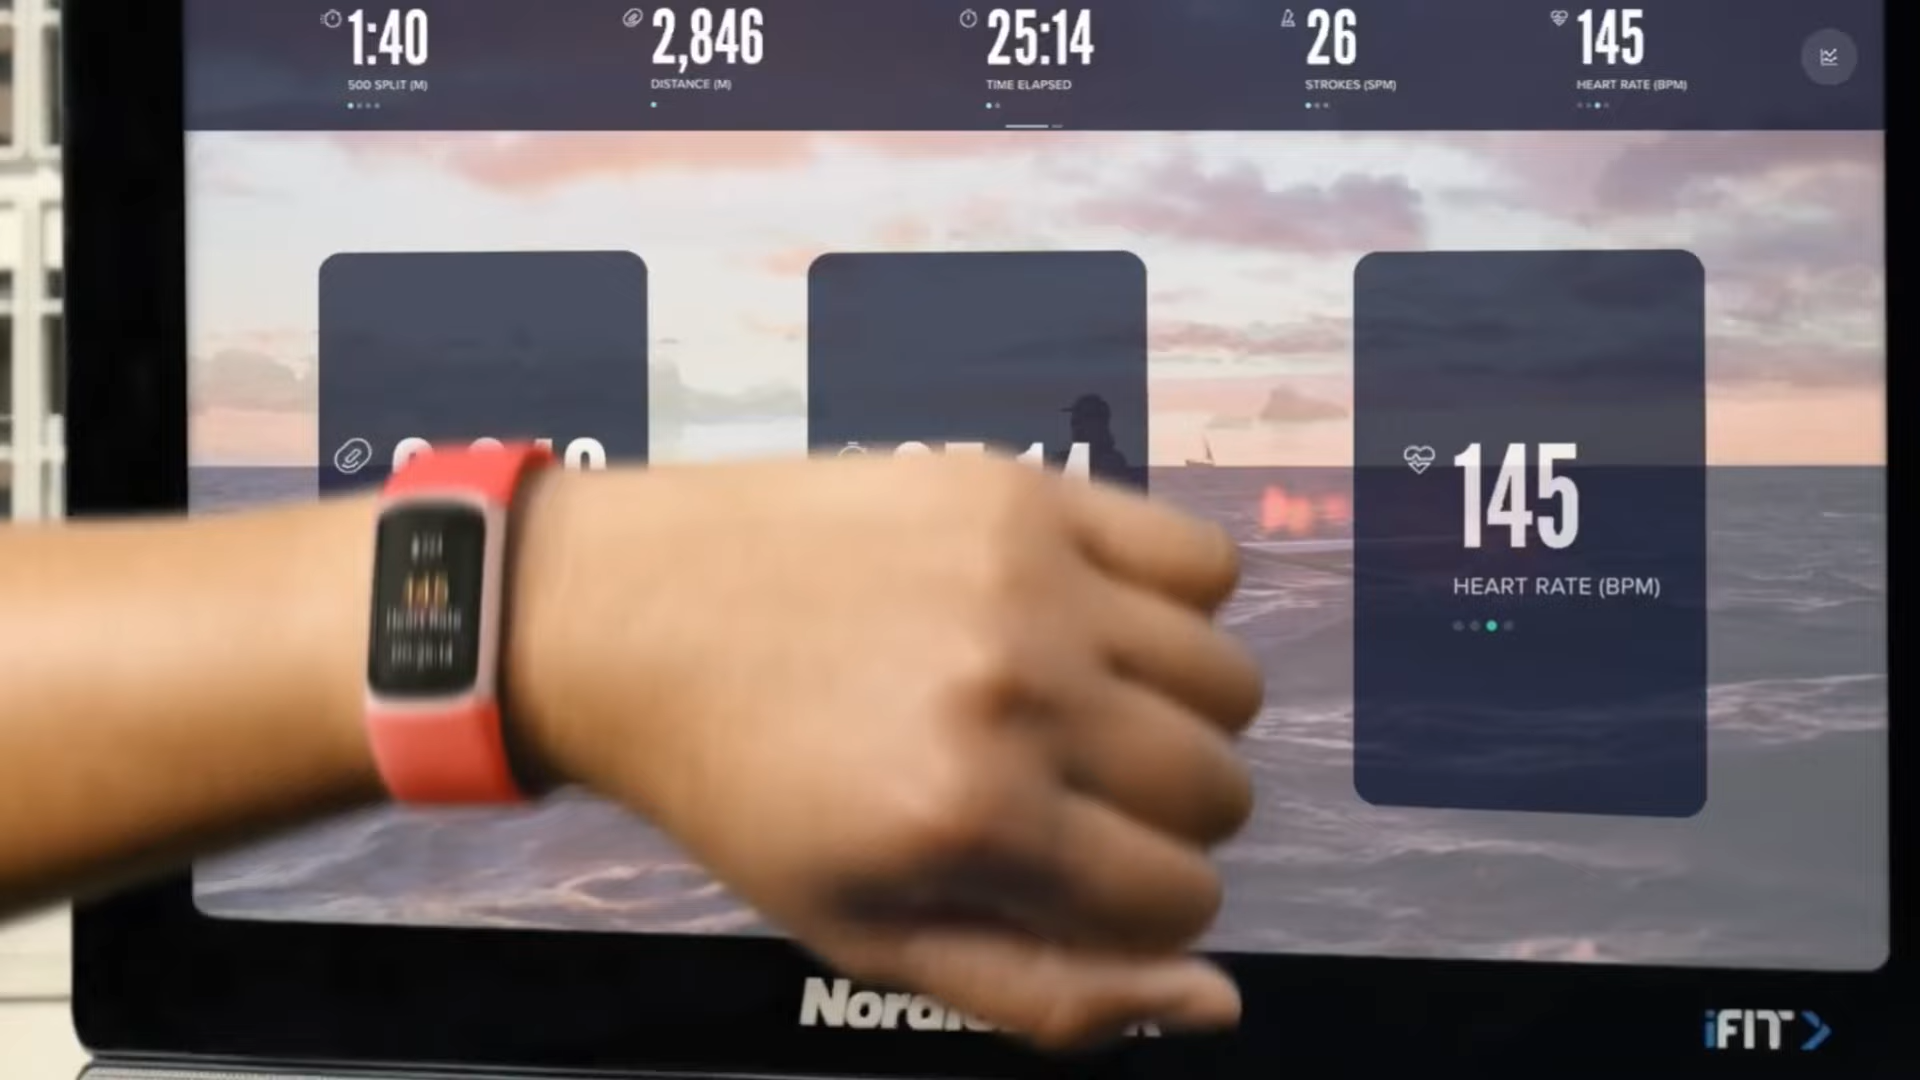 1:40
500 SPLIT (M)
2,846
DISTANCE (M)
25:14
TIME ELAPSED
26
STROKES (SPM)
145
HEART RATE (BPM)
145
HEART RATE (BPM)
iFIT